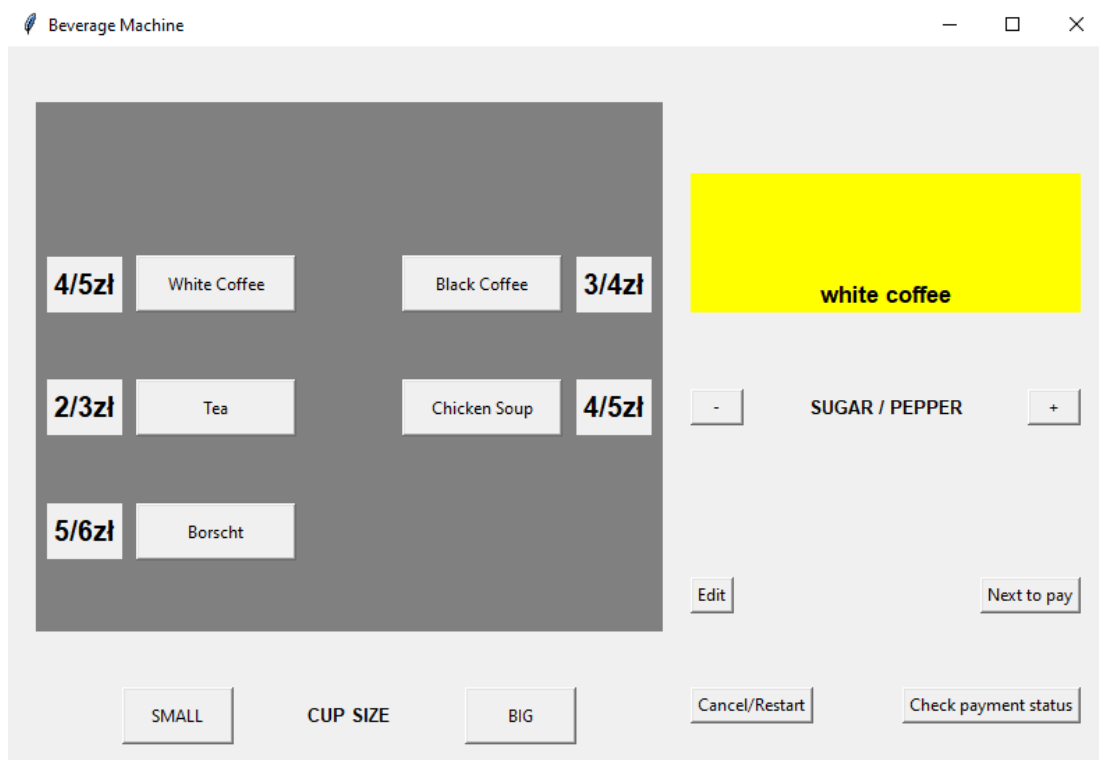 Beverage Machine
4/5zł White Coffee Black Coffee 3/4zł
white coffee
2/3zł Tea Chicken Soup 4/5zł
- SUGAR / PEPPER +
5/6zł Borscht
Edit Next to pay
SMALL CUP SIZE BIG
Cancel/Restart Check payment status